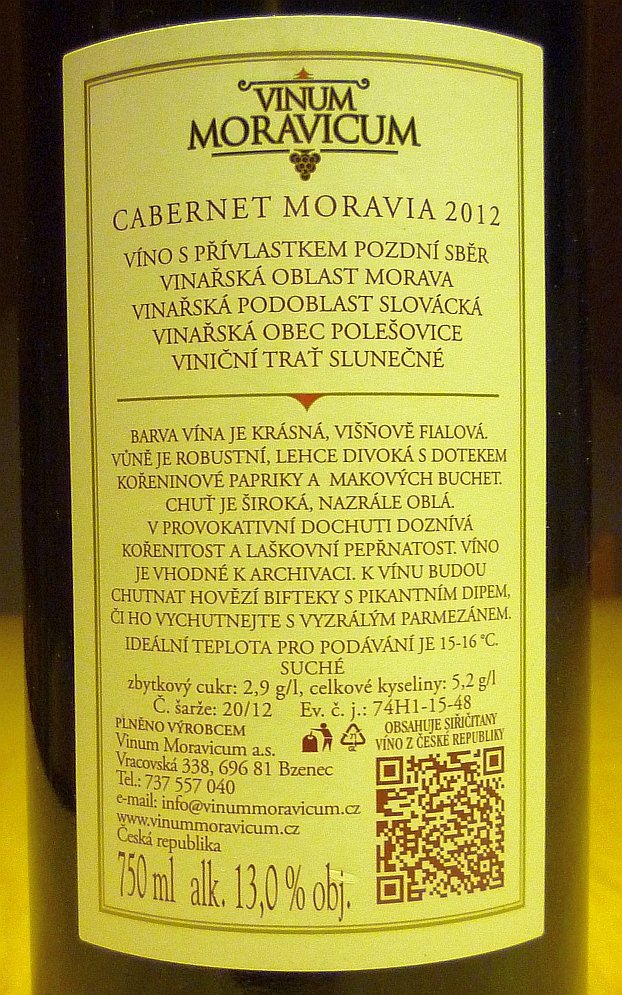 VINUM
MORAVICUM
CABERNET MORAVIA 2012
VÍNO S PŘÍVLASTKEM POZDNÍ SBĚR
VINAŘSKÁ OBLAST MORAVA
VINAŘSKÁ PODOBLAST SLOVÁCKÁ
VINAŘSKÁ OBEC POLEŠOVICE
VINIČNÍ TRAŤ SLUNEČNÉ
BARVA VÍNA JE KRÁSNÁ, VIŠŇOVĚ FIALOVÁ.
VŮNĚ JE ROBUSTNÍ, LEHCE DIVOKÁ S DOTEKEM
KOŘENINOVÉ PAPRIKY A MAKOVÝCH BUCHET.
CHUŤ JE ŠIROKÁ, NAZRÁLE OBLÁ.
V PROVOKATIVNÍ DOCHUTI DOZNÍVÁ
KOŘENITOST A LAŠKOVNÍ PEPŘNATOST. VÍNO
JE VHODNÉ K ARCHIVACI. K VÍNU BUDOU
CHUTNAT HOVĚZÍ BIFTEKY S PIKANTNÍM DIPEM,
ČI HO VYCHUTNEJTE S VYZRÁLÝM PARMEZÁNEM.
IDEÁLNÍ TEPLOTA PRO PODÁVÁNÍ JE 15-16 °C.
SUCHÉ
zbytkový cukr: 2,9 g/l, celkové kyseliny: 5,2 g/l
Č. šarže: 20/12 Ev. č. j.: 74H1-15-48
PLNĚNO VÝROBCEM
Vinum Moravicum a.s.
Vracovská 338, 696 81 Bzenec
Tel.: 737 557 040
e-mail: info@vinummoravicum.cz
www.vinummoravicum.cz
Česká republika
OBSAHUJE SIŘIČITANY
VÍNO Z ČESKÉ REPUBLIKY
750 ml alk. 13,0 % obj.